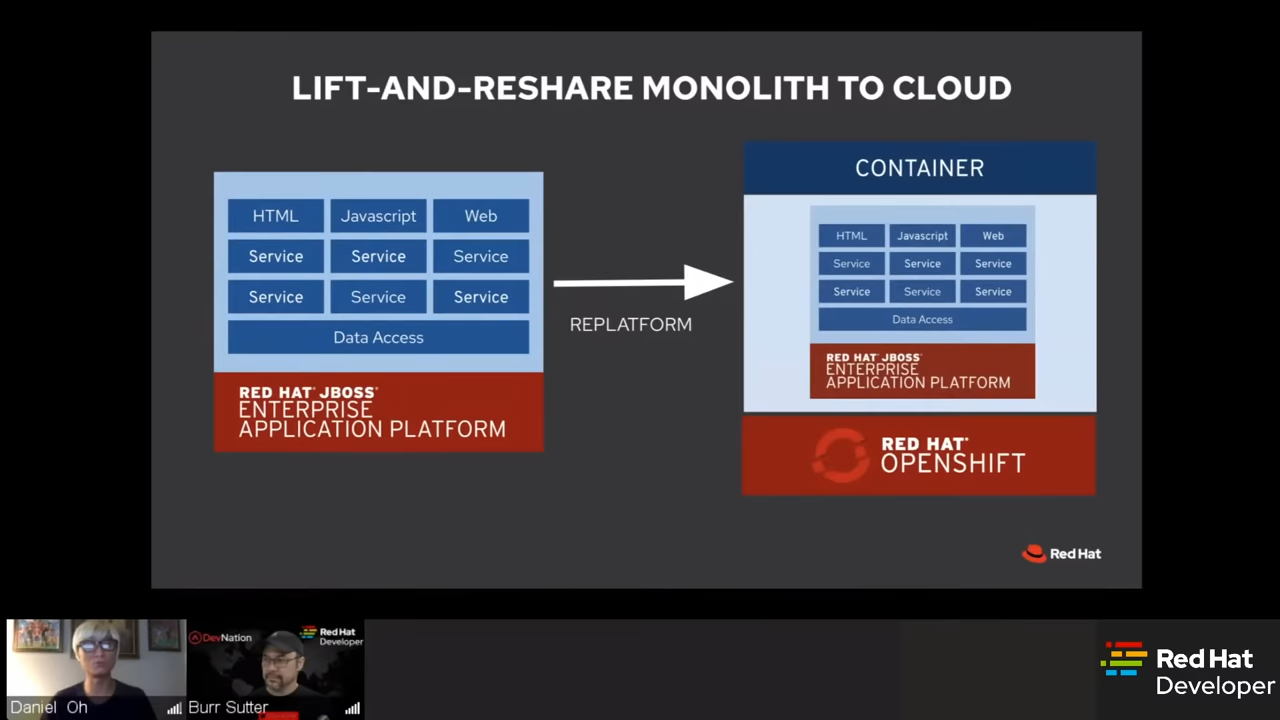 LIFT-AND-RESHARE MONOLITH TO CLOUD
HTML Javascript Web
Service Service Service
Service Service Service
Data Access
RED HAT® JBOSS®
ENTERPRISE
APPLICATION PLATFORM
REPLATFORM
CONTAINER
HTML Javascript Web
Service Service Service
Service Service Service
Data Access
RED HAT® JBOSS®
ENTERPRISE
APPLICATION PLATFORM
RED HAT®
OPENSHIFT
Red Hat
DevNation
Red Hat
Developer
Daniel Oh
Burr Sutter
Red Hat
Developer